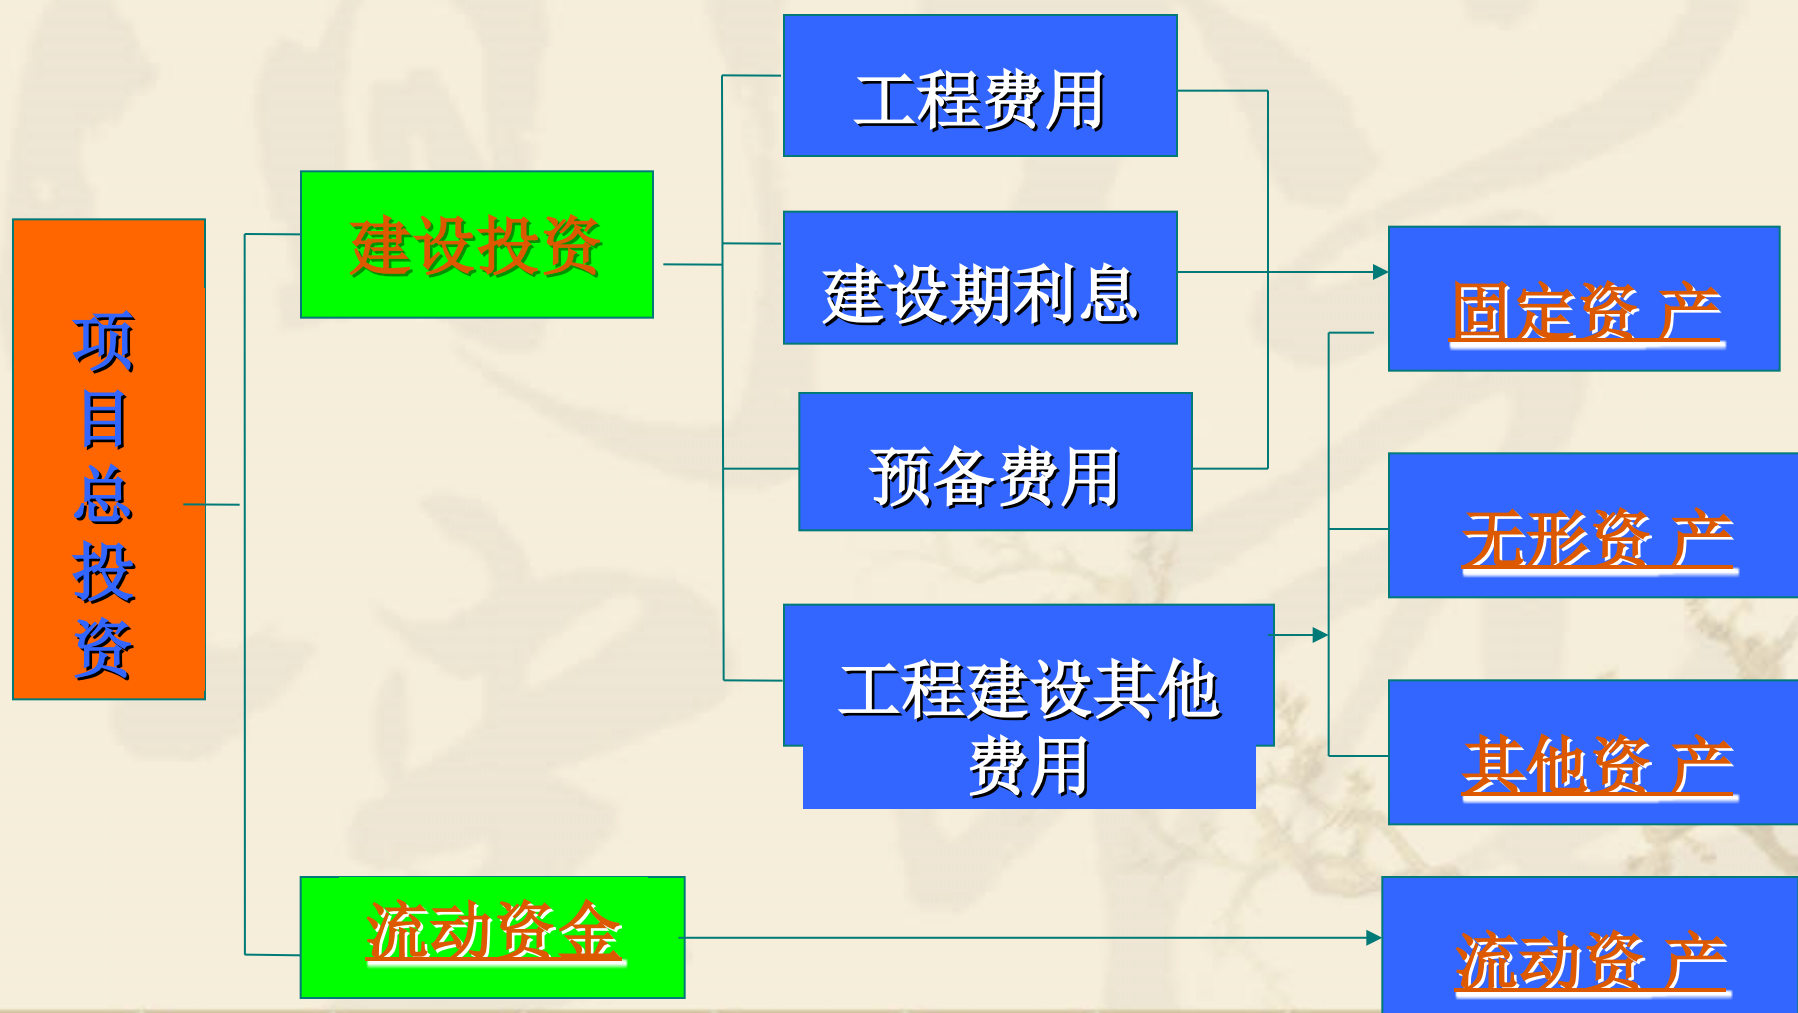 项
目
总
投
资
建设投资
流动资金
工程费用
建设期利息
预备费用
工程建设其他
费用
固定资 产
无形资 产
其他资 产
流动资 产